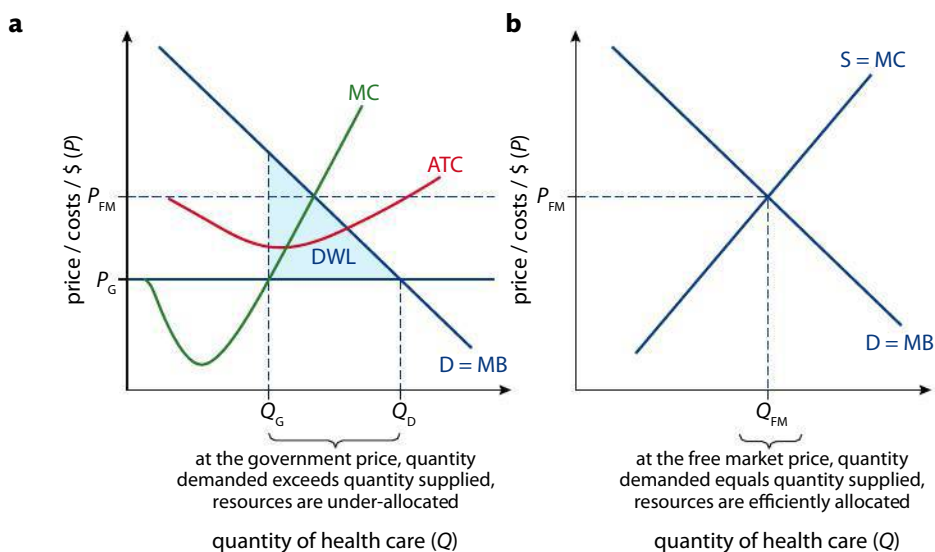 a
price / costs / $ (P)
MC
ATC
P_FM
DWL
P_G
D = MB
Q_G
Q_D
at the government price, quantity
demanded exceeds quantity supplied,
resources are under-allocated
quantity of health care (Q)
b
price / costs / $ (P)
S = MC
P_FM
D = MB
Q_FM
at the free market price, quantity
demanded equals quantity supplied,
resources are efficiently allocated
quantity of health care (Q)